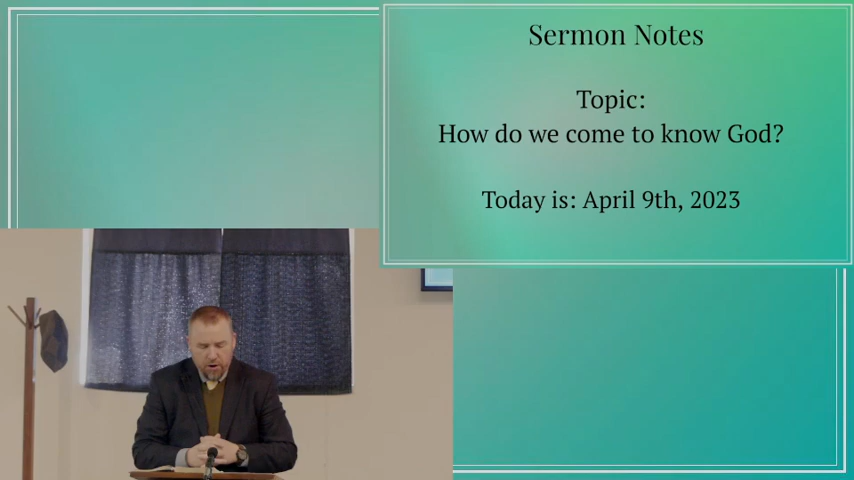 Sermon Notes
Topic:
How do we come to know God?
Today is: April 9th, 2023